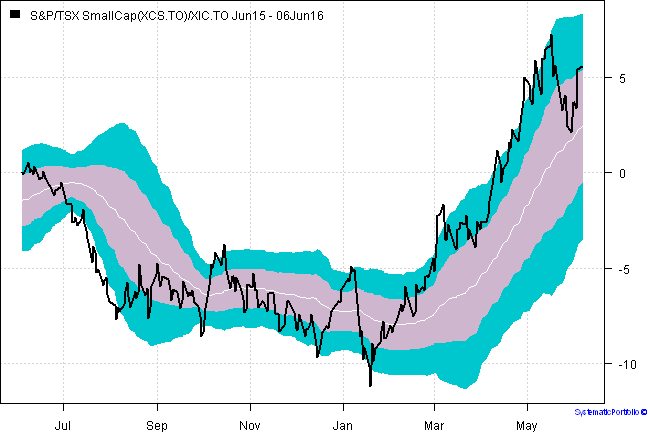 S&P/TSX SmallCap(XCS.TO)/XIC.TO Jun15 - 06Jun16
5
0
-5
-10
Jul Sep Nov Jan Mar May
SystematicPortfolio ©